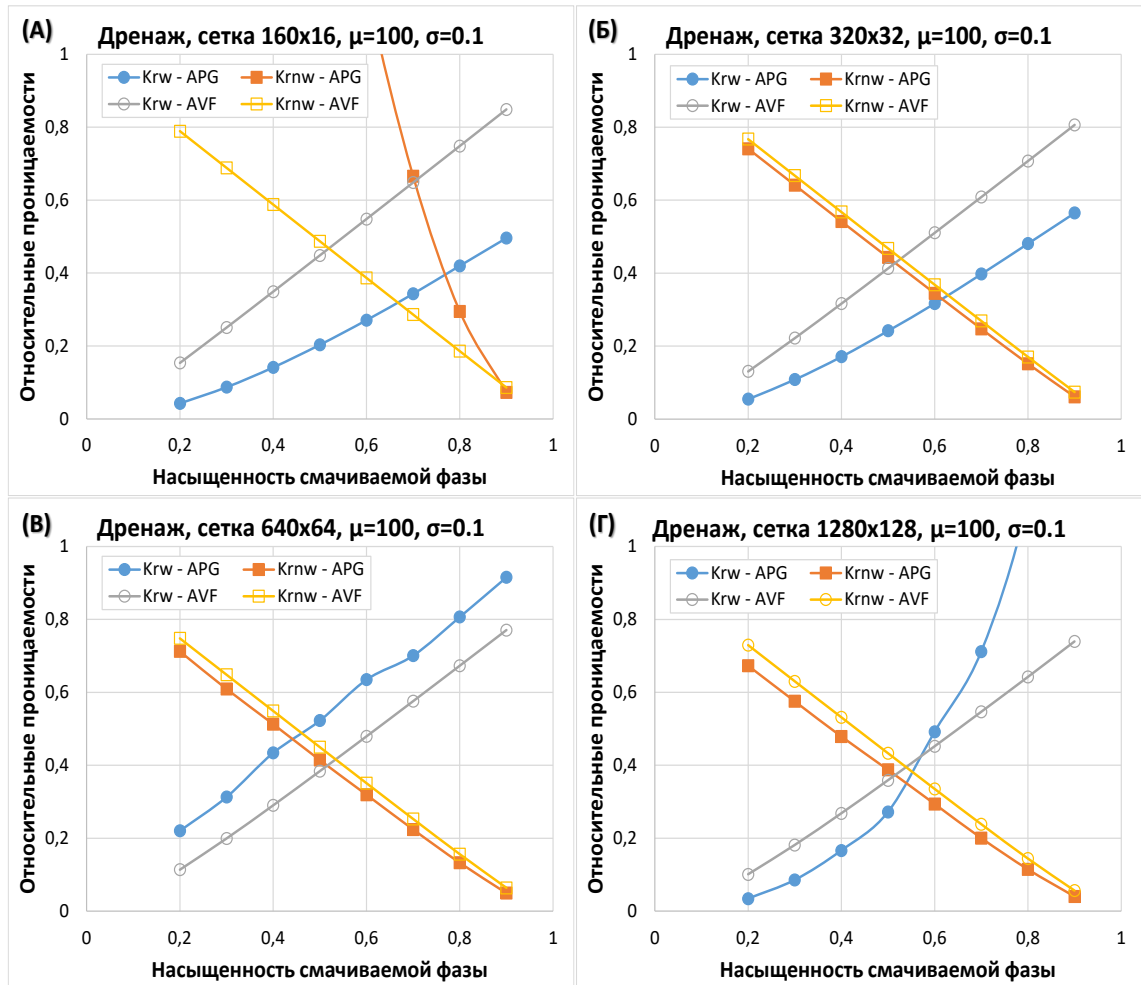 (А) Дренаж, сетка 160x16, μ=100, σ=0.1
Krw - APG
Krnw - APG
Krw - AVF
Krnw - AVF
Относительные проницаемости
1
0,8
0,6
0,4
0,2
0
0
0,2
0,4
0,6
0,8
1
Насыщенность смачиваемой фазы
(Б) Дренаж, сетка 320x32, μ=100, σ=0.1
Krw - APG
Krnw - APG
Krw - AVF
Krnw - AVF
Относительные проницаемости
1
0,8
0,6
0,4
0,2
0
0
0,2
0,4
0,6
0,8
1
Насыщенность смачиваемой фазы
(В) Дренаж, сетка 640x64, μ=100, σ=0.1
Krw - APG
Krnw - APG
Krw - AVF
Krnw - AVF
Относительные проницаемости
1
0,8
0,6
0,4
0,2
0
0
0,2
0,4
0,6
0,8
1
Насыщенность смачиваемой фазы
(Г) Дренаж, сетка 1280x128, μ=100, σ=0.1
Krw - APG
Krnw - APG
Krw - AVF
Krnw - AVF
Относительные проницаемости
1
0,8
0,6
0,4
0,2
0
0
0,2
0,4
0,6
0,8
1
Насыщенность смачиваемой фазы